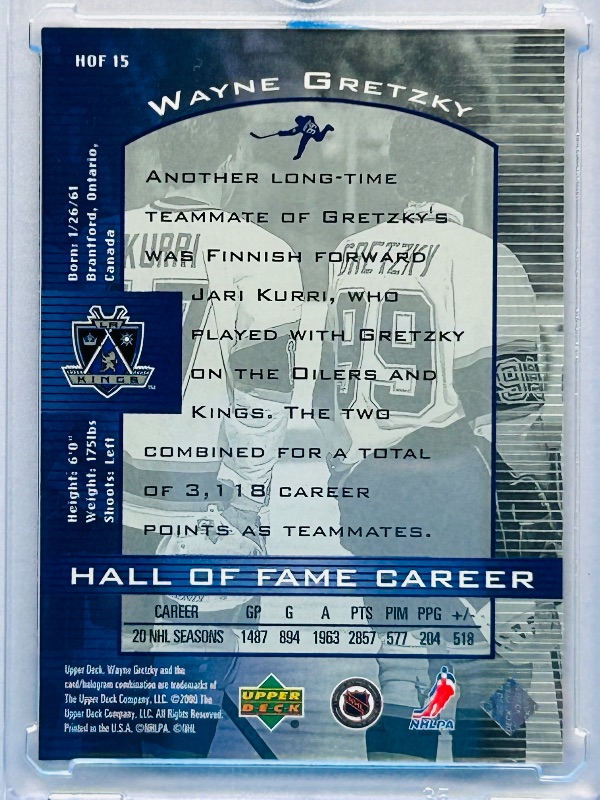 HOF 15
WAYNE GRETZKY
Born: 1/26/61
Brantford, Ontario,
Canada
LA
KINGS
Height: 6'0"
Weight: 175lbs
Shoots: Left
KURRI
7
GRETZKY
99
ANOTHER LONG-TIME
TEAMMATE OF GRETZKY'S
WAS FINNISH FORWARD
JARI KURRI, WHO
PLAYED WITH GRETZKY
ON THE OILERS AND
KINGS. THE TWO
COMBINED FOR A TOTAL
OF 3,118 CAREER
POINTS AS TEAMMATES.
HALL OF FAME CAREER
CAREER GP G A PTS PIM PPG +/-
20 NHL SEASONS 1487 894 1963 2857 577 204 518
Upper Deck, Wayne Gretzky and the
card/hologram combination are trademarks of
The Upper Deck Company, LLC. ©2000 The
Upper Deck Company, LLC. All Rights Reserved.
Printed in the U.S.A. ©NHLPA. ©NHL
UPPER
DECK
NHL
NHLPA